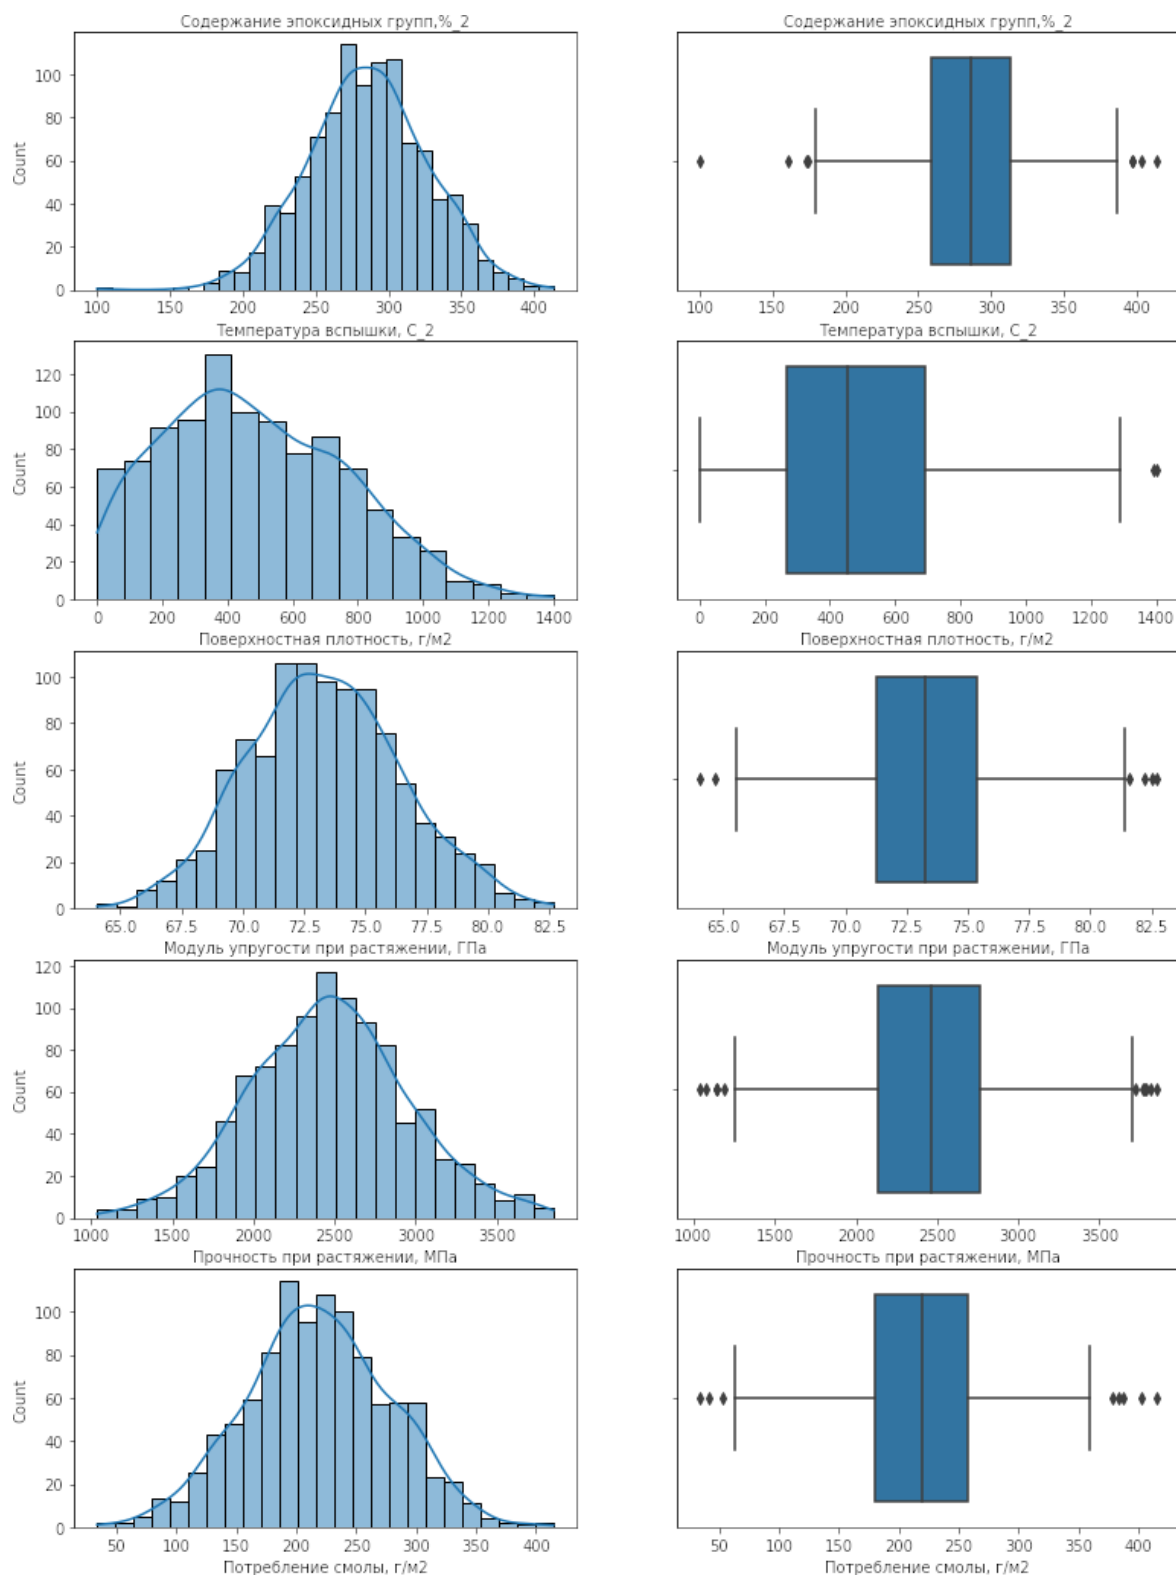 Содержание эпоксидных групп,%_2
Содержание эпоксидных групп,%_2
Count
100
80
60
40
20
0
100 150 200 250 300 350 400
100 150 200 250 300 350 400
Температура вспышки, С_2
Температура вспышки, С_2
Count
120
100
80
60
40
20
0
0 200 400 600 800 1000 1200 1400
0 200 400 600 800 1000 1200 1400
Поверхностная плотность, г/м2
Поверхностная плотность, г/м2
Count
100
80
60
40
20
0
65.0 67.5 70.0 72.5 75.0 77.5 80.0 82.5
65.0 67.5 70.0 72.5 75.0 77.5 80.0 82.5
Модуль упругости при растяжении, ГПа
Модуль упругости при растяжении, ГПа
Count
120
100
80
60
40
20
0
1000 1500 2000 2500 3000 3500
1000 1500 2000 2500 3000 3500
Прочность при растяжении, МПа
Прочность при растяжении, МПа
Count
100
80
60
40
20
0
50 100 150 200 250 300 350 400
50 100 150 200 250 300 350 400
Потребление смолы, г/м2
Потребление смолы, г/м2